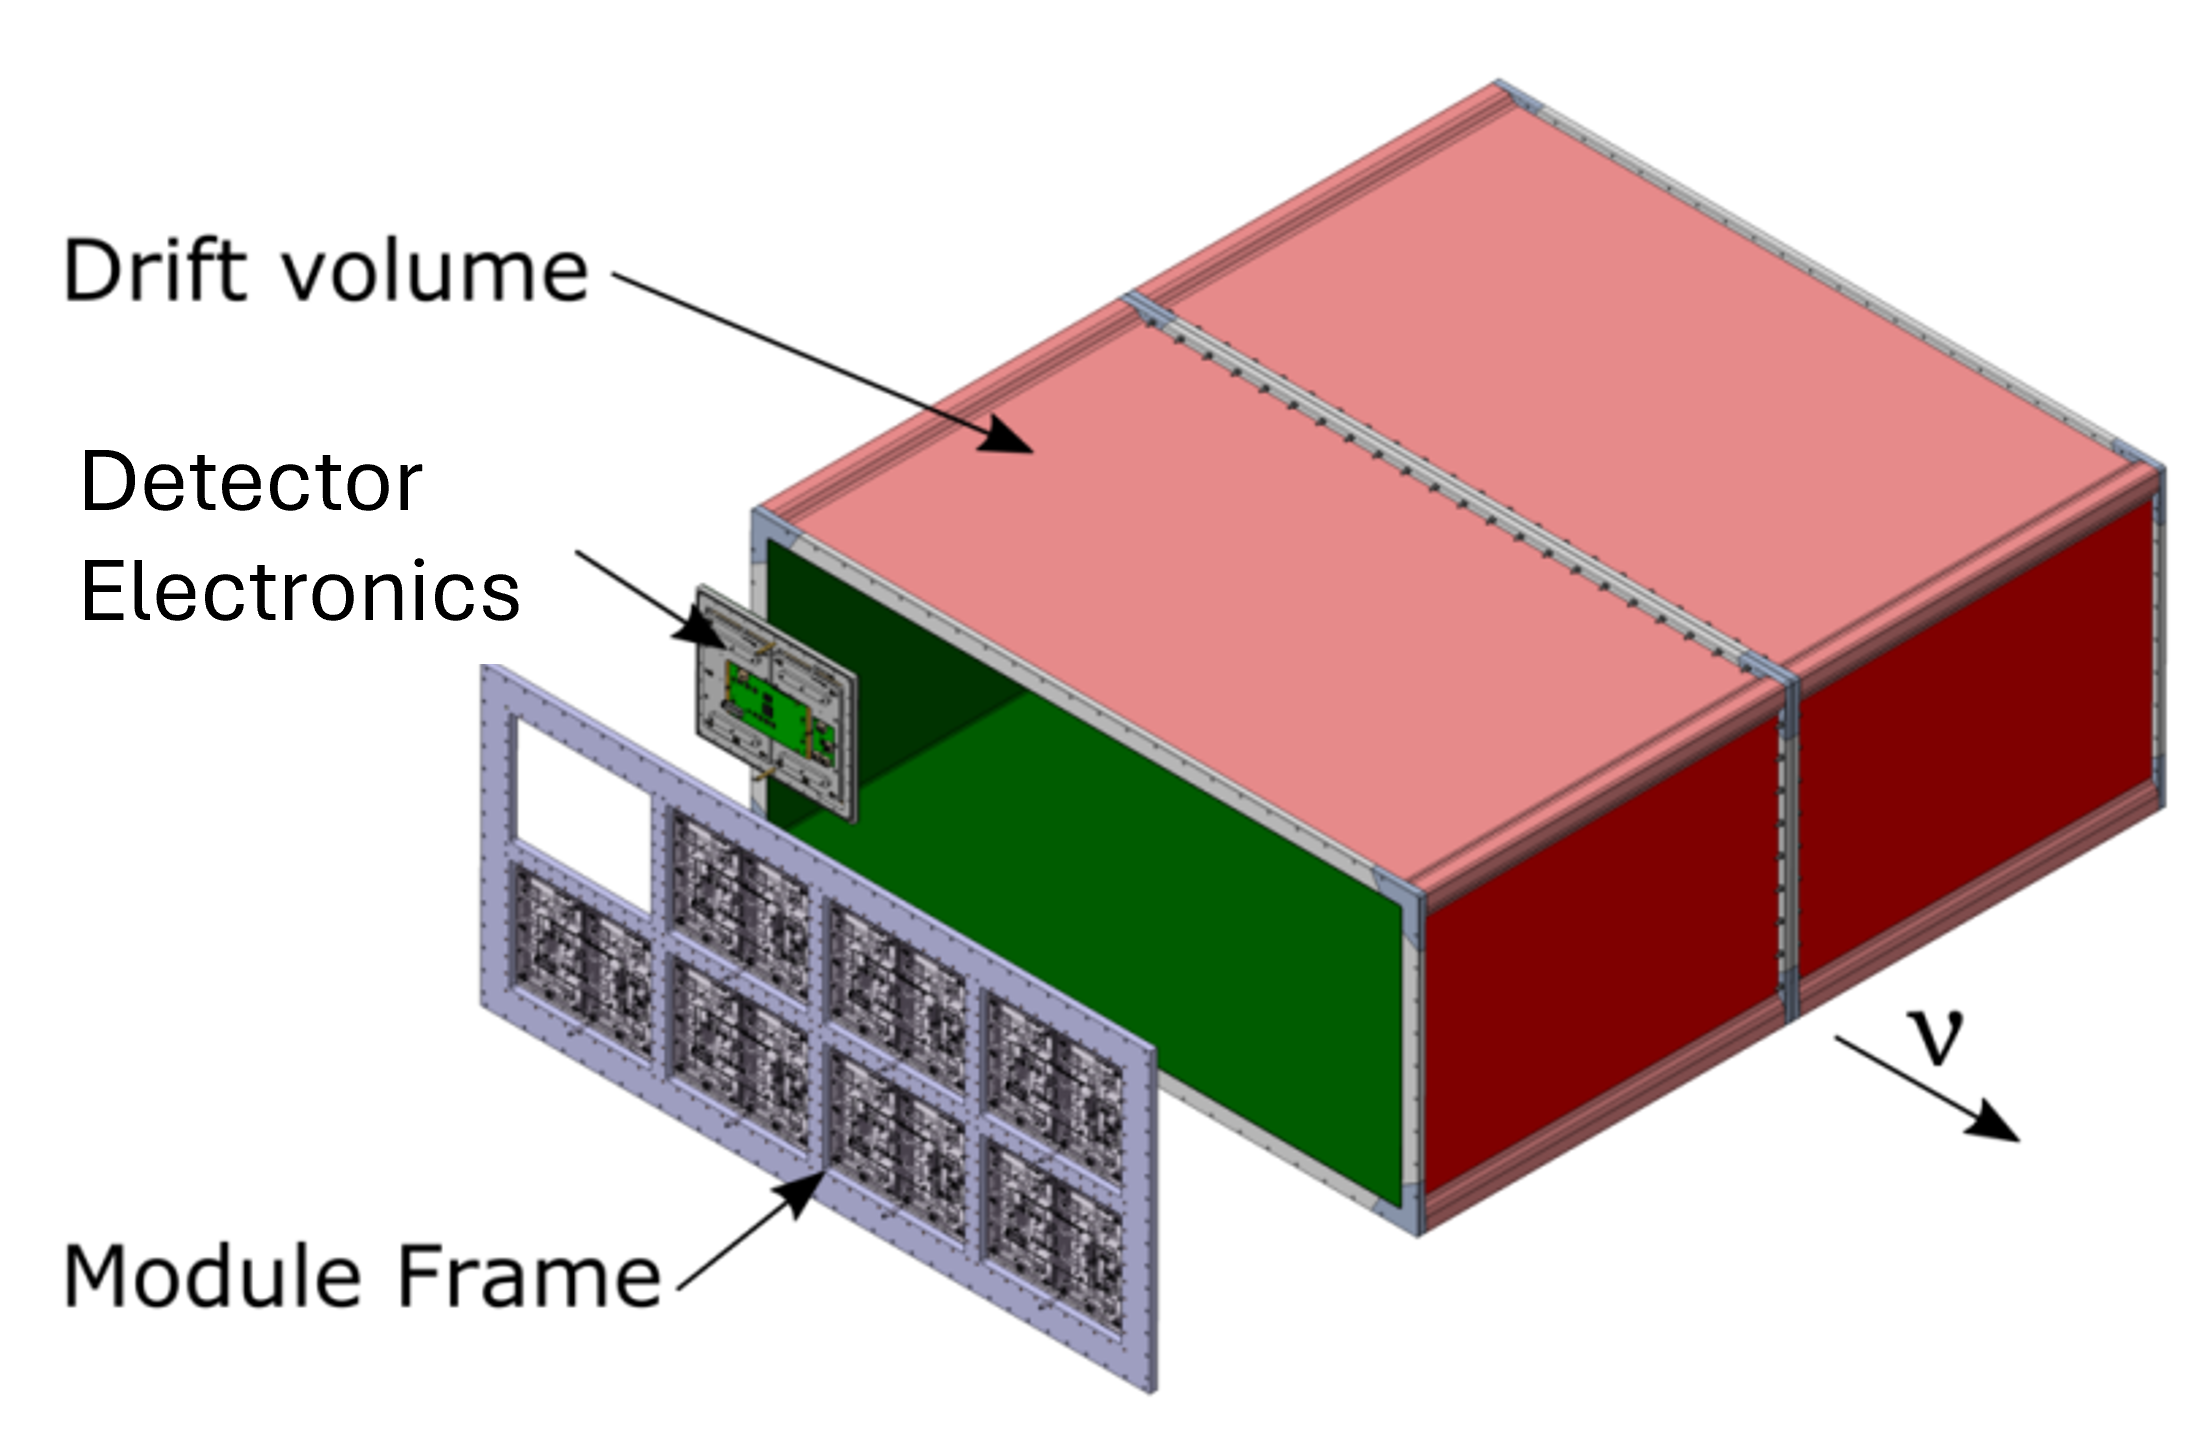 Drift volume
Detector
Electronics
ν
Module Frame